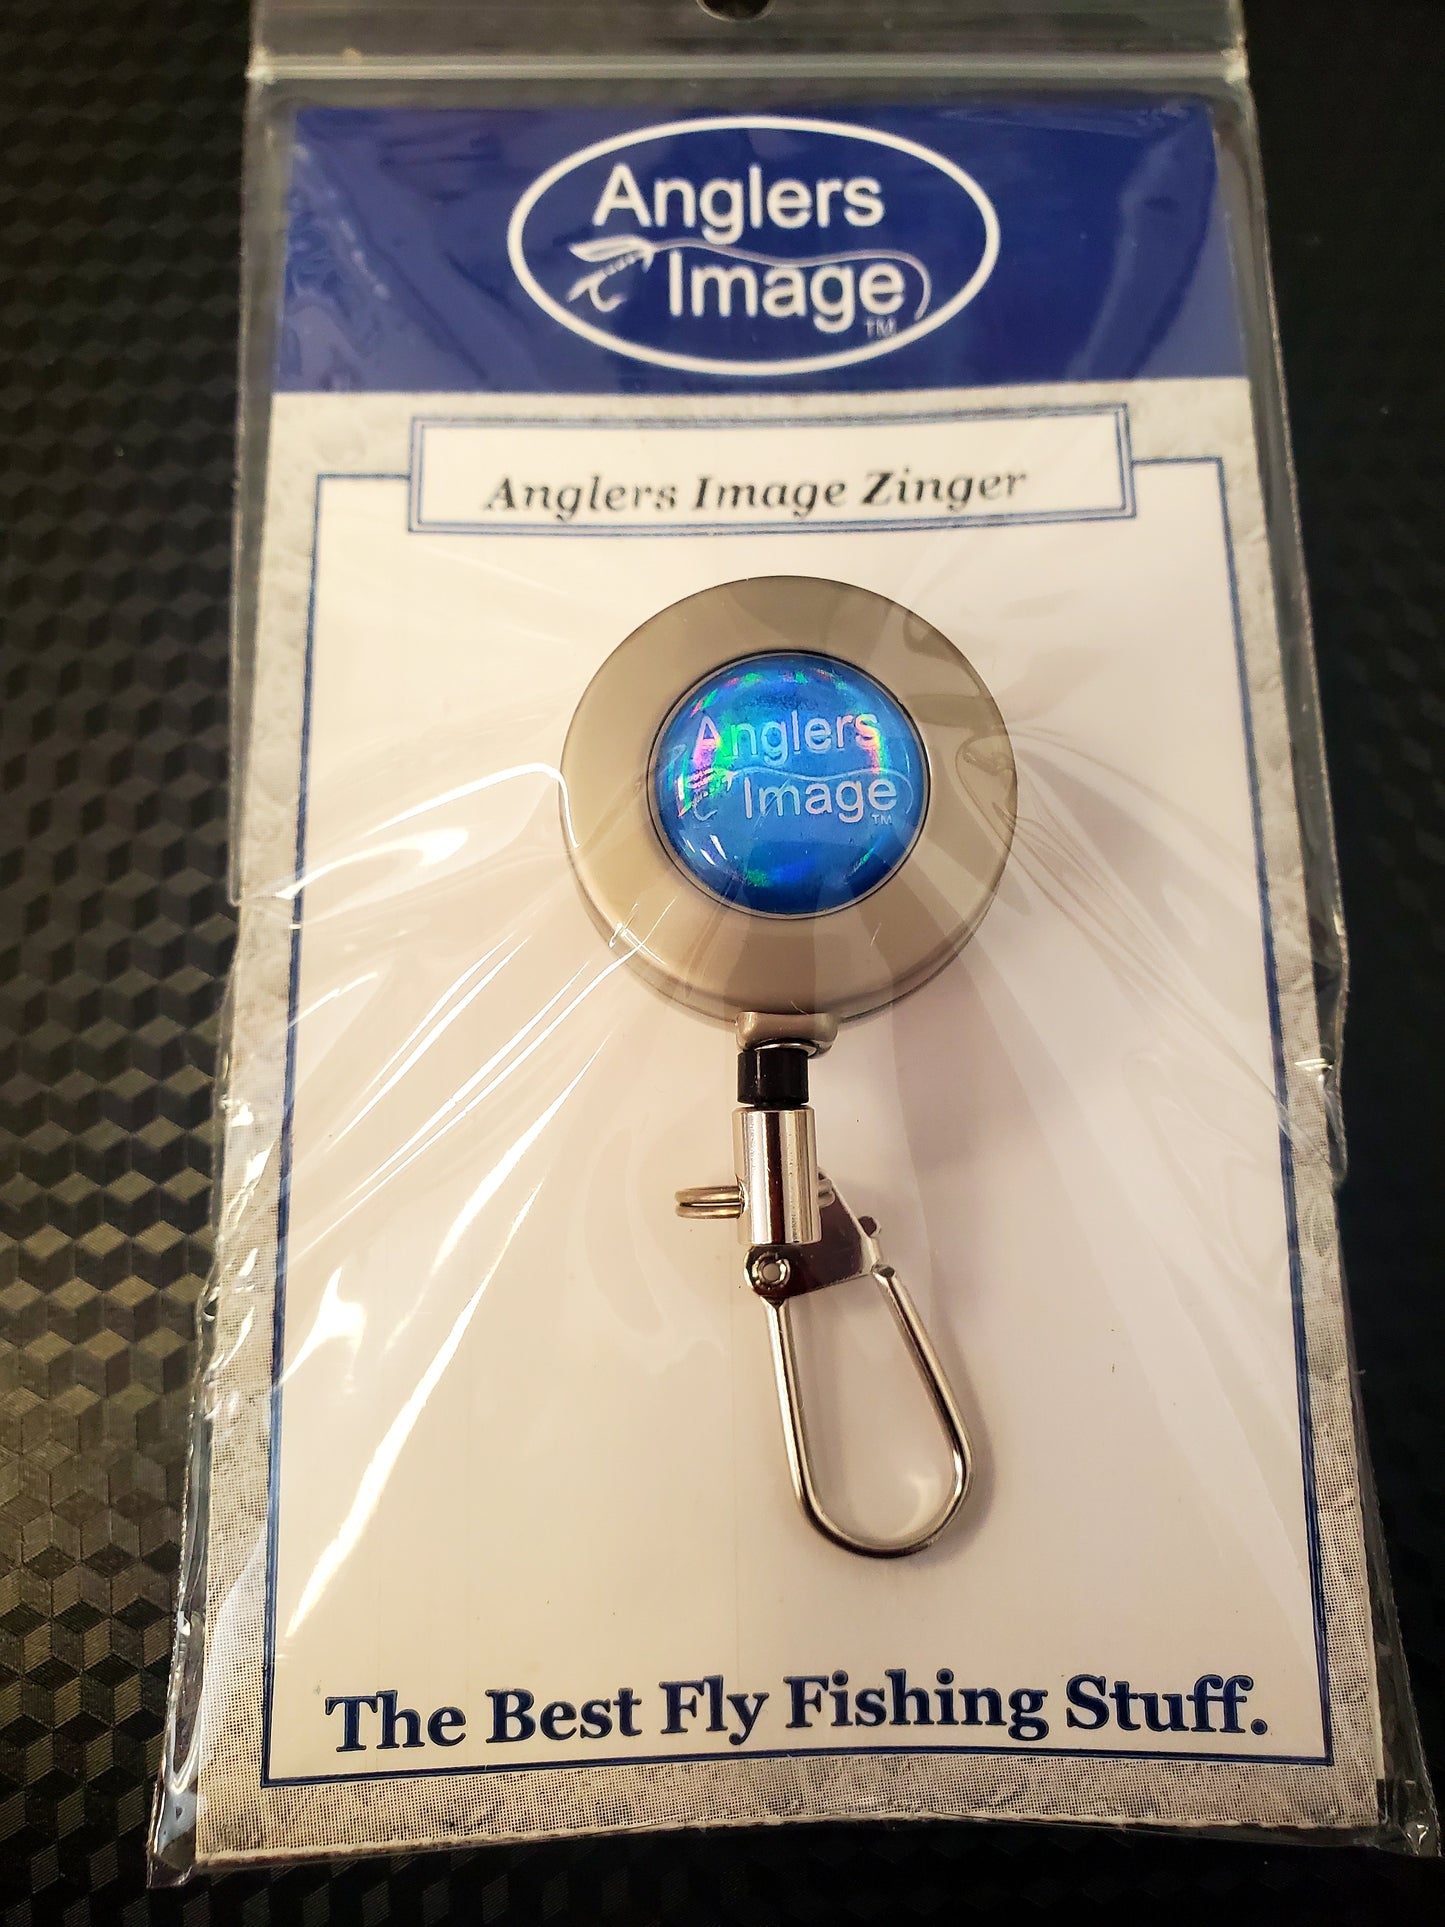 Anglers
Image
TM
Anglers Image Zinger
Anglers
Image
TM
The Best Fly Fishing Stuff.